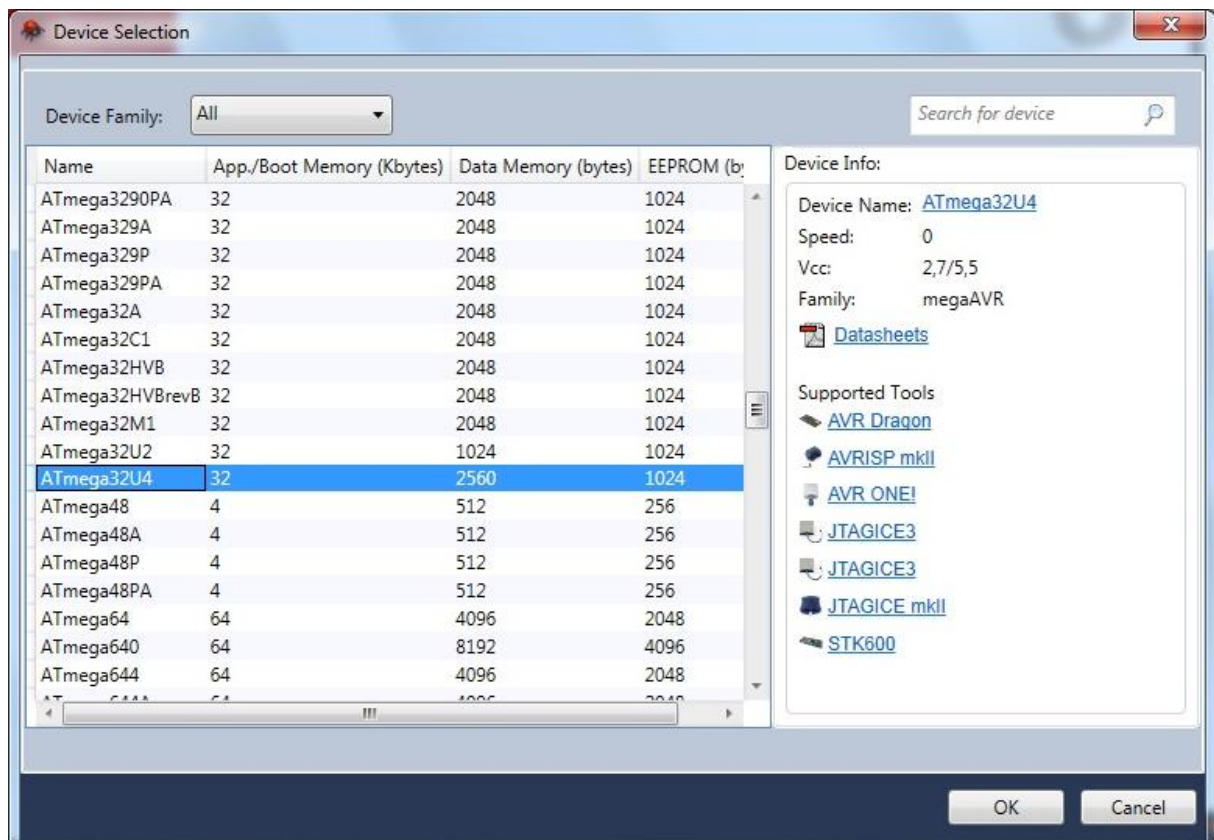 Device Selection
Device Family: All Search for device
Name App./Boot Memory (Kbytes) Data Memory (bytes) EEPROM (by
ATmega3290PA 32 2048 1024
ATmega329A 32 2048 1024
ATmega329P 32 2048 1024
ATmega329PA 32 2048 1024
ATmega32A 32 2048 1024
ATmega32C1 32 2048 1024
ATmega32HVB 32 2048 1024
ATmega32HVBrevB 32 2048 1024
ATmega32M1 32 2048 1024
ATmega32U2 32 1024 1024
ATmega32U4 32 2560 1024
ATmega48 4 512 256
ATmega48A 4 512 256
ATmega48P 4 512 256
ATmega48PA 4 512 256
ATmega64 64 4096 2048
ATmega640 64 8192 4096
ATmega644 64 4096 2048
Device Info:
Device Name: ATmega32U4
Speed: 0
Vcc: 2,7/5,5
Family: megaAVR
Datasheets
Supported Tools
AVR Dragon
AVRISP mkII
AVR ONE!
JTAGICE3
JTAGICE3
JTAGICE mkII
STK600
OK Cancel